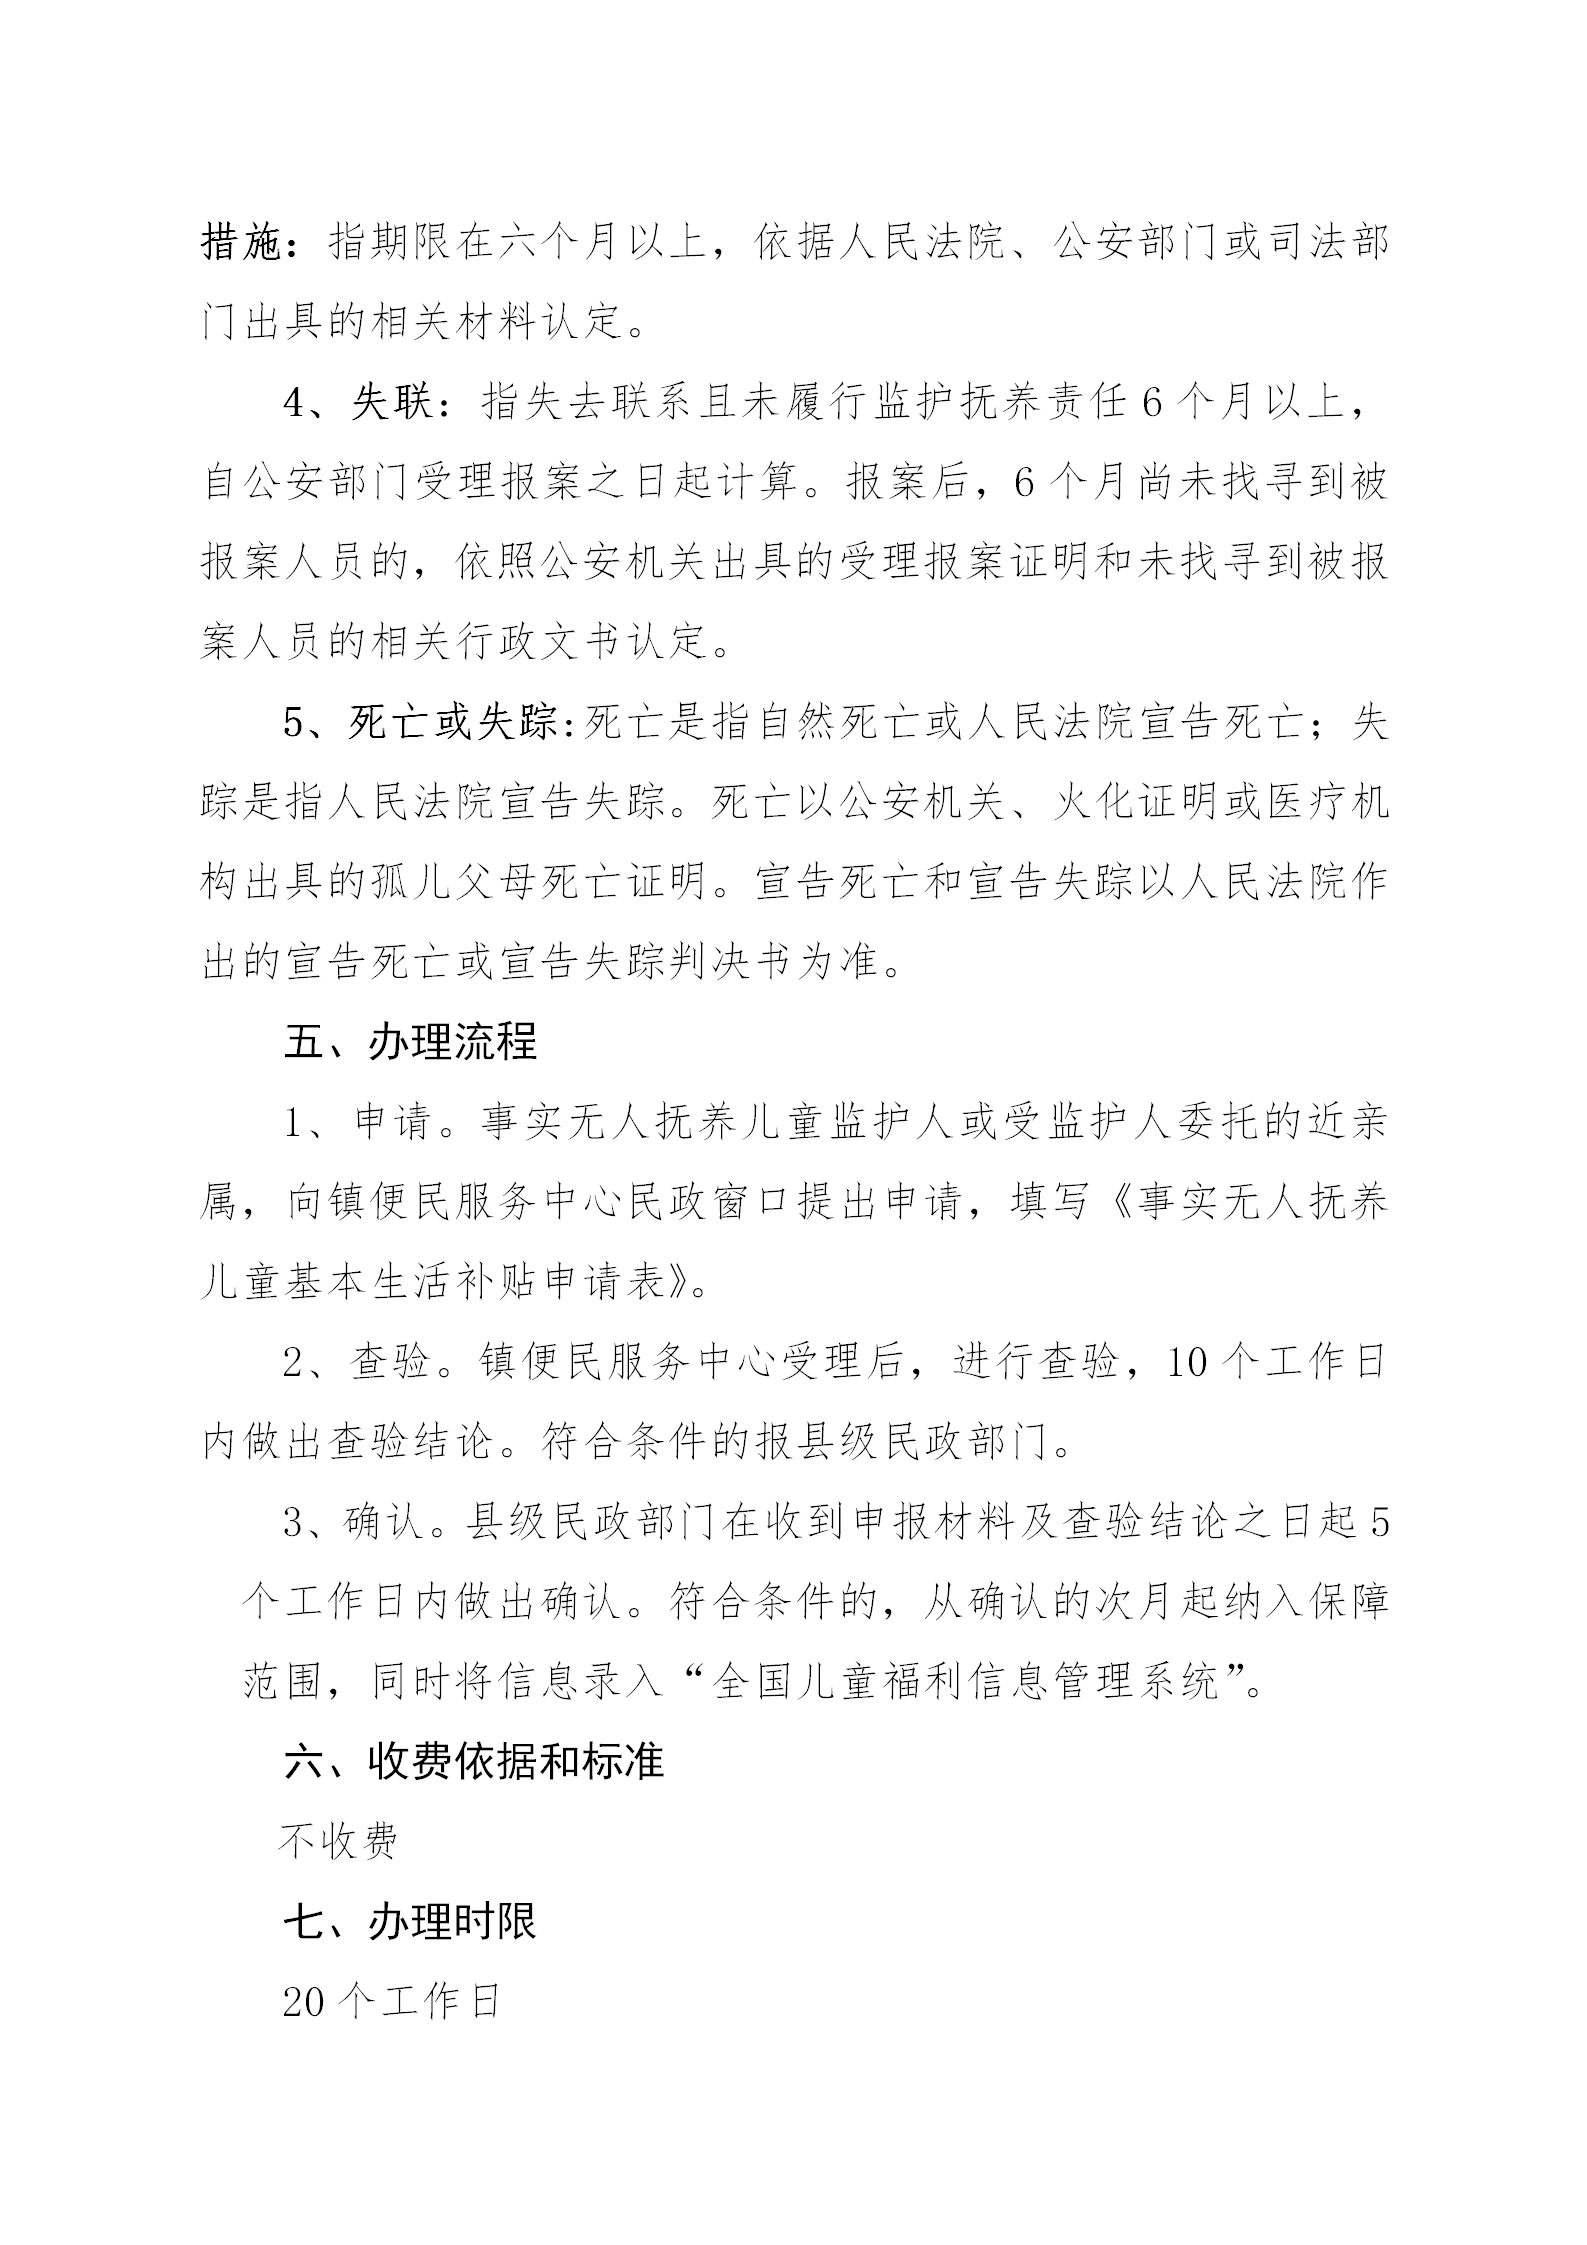 措施：指期限在六个月以上，依据人民法院、公安部门或司法部
门出具的相关材料认定。
4、失联：指失去联系且未履行监护抚养责任6个月以上，
自公安部门受理报案之日起计算。报案后，6个月尚未找寻到被
报案人员的，依照公安机关出具的受理报案证明和未找寻到被报
案人员的相关行政文书认定。
5、死亡或失踪:死亡是指自然死亡或人民法院宣告死亡；失
踪是指人民法院宣告失踪。死亡以公安机关、火化证明或医疗机
构出具的孤儿父母死亡证明。宣告死亡和宣告失踪以人民法院作
出的宣告死亡或宣告失踪判决书为准。
五、办理流程
1、申请。事实无人抚养儿童监护人或受监护人委托的近亲
属，向镇便民服务中心民政窗口提出申请，填写《事实无人抚养
儿童基本生活补贴申请表》。
2、查验。镇便民服务中心受理后，进行查验，10个工作日
内做出查验结论。符合条件的报县级民政部门。
3、确认。县级民政部门在收到申报材料及查验结论之日起5
个工作日内做出确认。符合条件的，从确认的次月起纳入保障
范围，同时将信息录入“全国儿童福利信息管理系统”。
六、收费依据和标准
不收费
七、办理时限
20个工作日